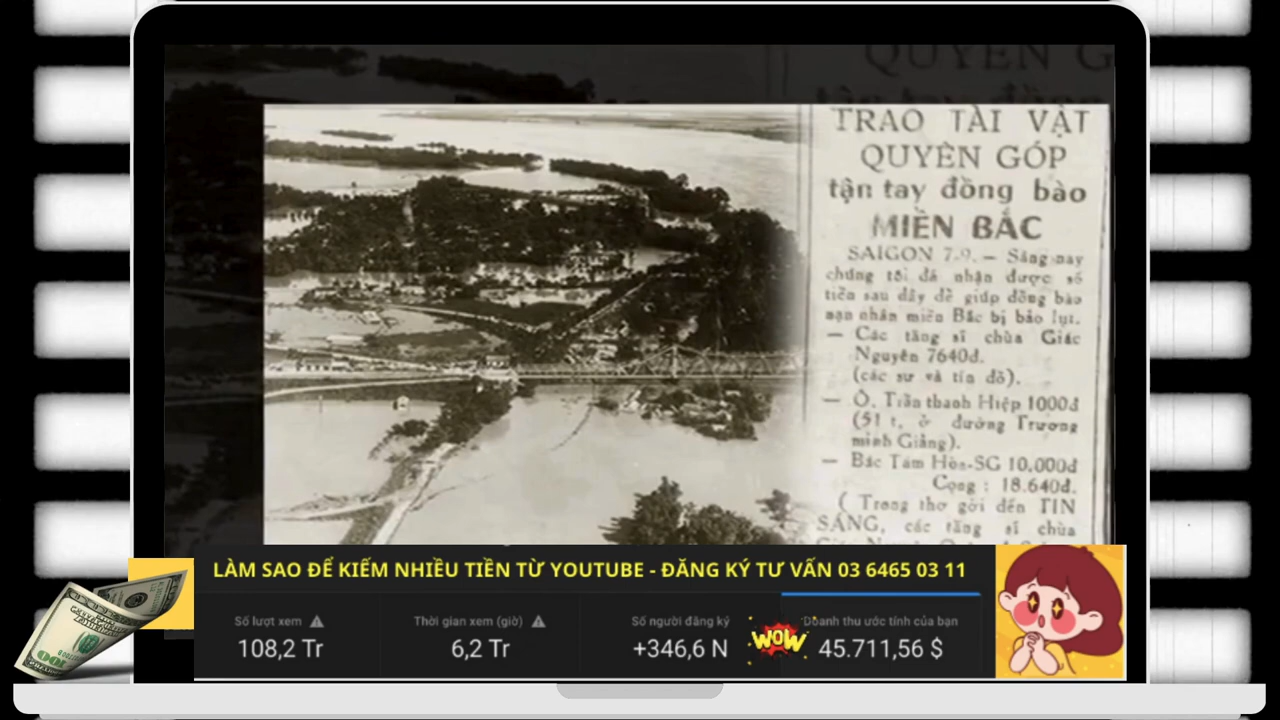 QUYÊN G
TRAO TÀI VẬT
QUYÊN GÓP
tận tay đồng bào
MIỀN BẮC
SAIGON 7-9. — Sáng nay
chúng tôi đã nhận được số
tiền sau đây để giúp đồng bào
nạn nhân miền Bắc bị bão lụt.
— Các tăng sĩ chùa Giác
Nguyên 7640đ.
(các sư và tín đồ).
— Ô. Trần thanh Hiệp 1000đ
(51 t. ở đường Trương
minh Giảng).
— Bác Tám Hòa-SG 10.000đ
Cộng : 18.640đ.
( Trong thơ gởi đến TIN
SÁNG, các tăng sĩ chùa
LÀM SAO ĐỂ KIẾM NHIỀU TIỀN TỪ YOUTUBE - ĐĂNG KÝ TƯ VẤN 03 6465 03 11
Số lượt xem
108,2 Tr
Thời gian xem (giờ)
6,2 Tr
Số người đăng ký
+346,6 N
WOW
Doanh thu ước tính của bạn
45.711,56 $